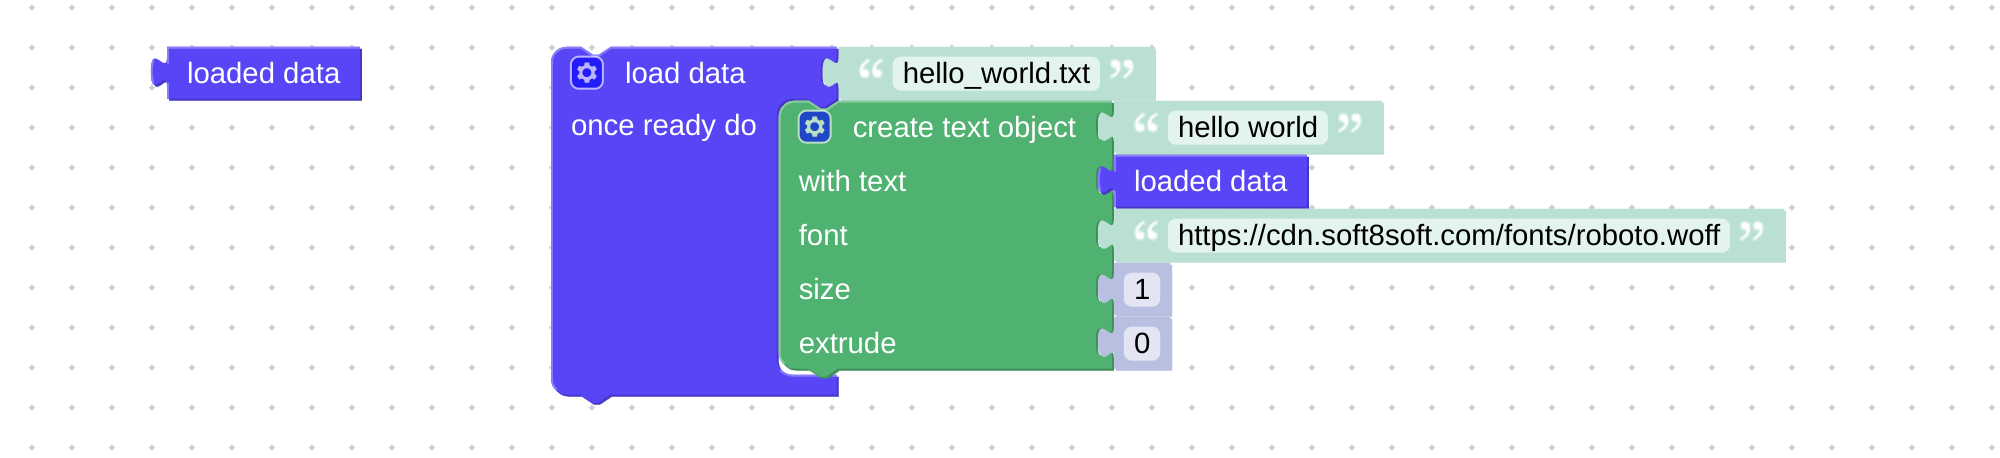 loaded data
load data “ hello_world.txt ”
once ready do
create text object “ hello world ”
with text loaded data
font “ https://cdn.soft8soft.com/fonts/roboto.woff ”
size 1
extrude 0